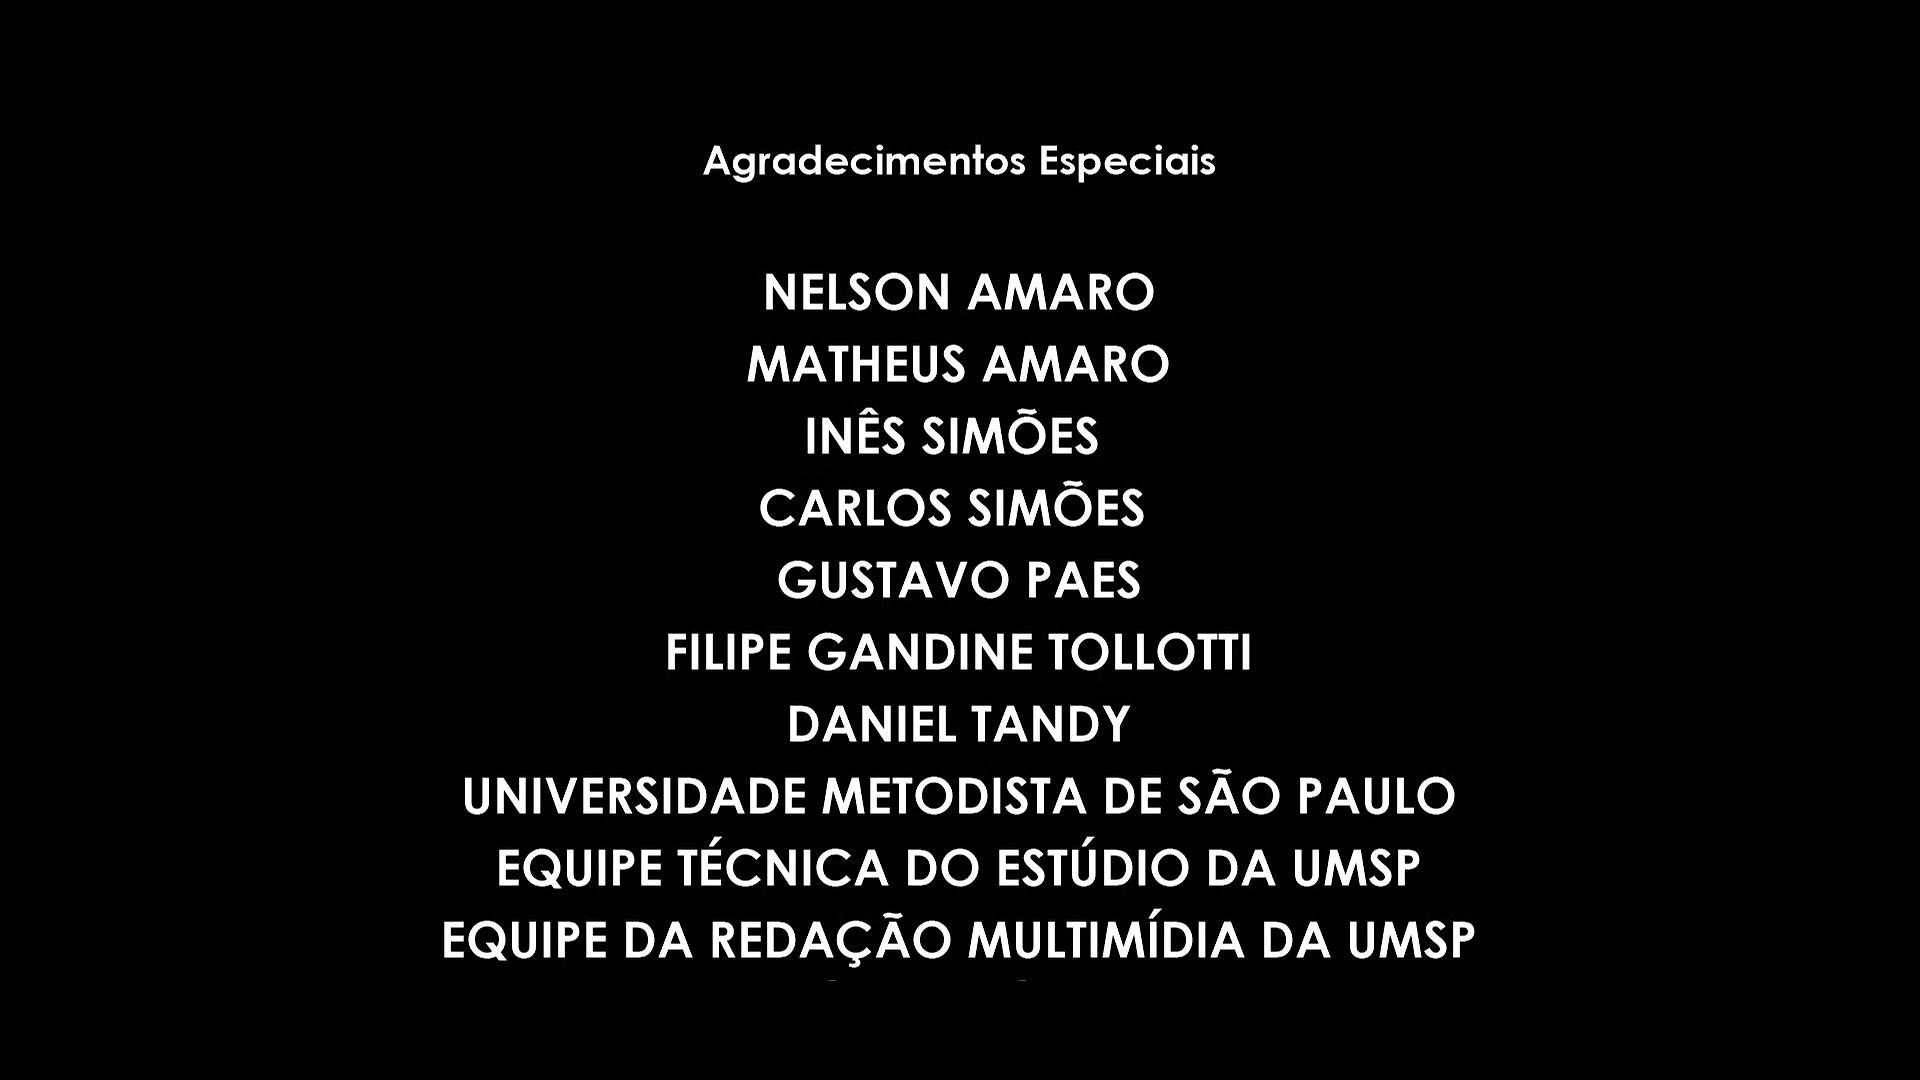 Agradecimentos Especiais
NELSON AMARO
MATHEUS AMARO
INÊS SIMÕES
CARLOS SIMÕES
GUSTAVO PAES
FILIPE GANDINE TOLLOTTI
DANIEL TANDY
UNIVERSIDADE METODISTA DE SÃO PAULO
EQUIPE TÉCNICA DO ESTÚDIO DA UMSP
EQUIPE DA REDAÇÃO MULTIMÍDIA DA UMSP